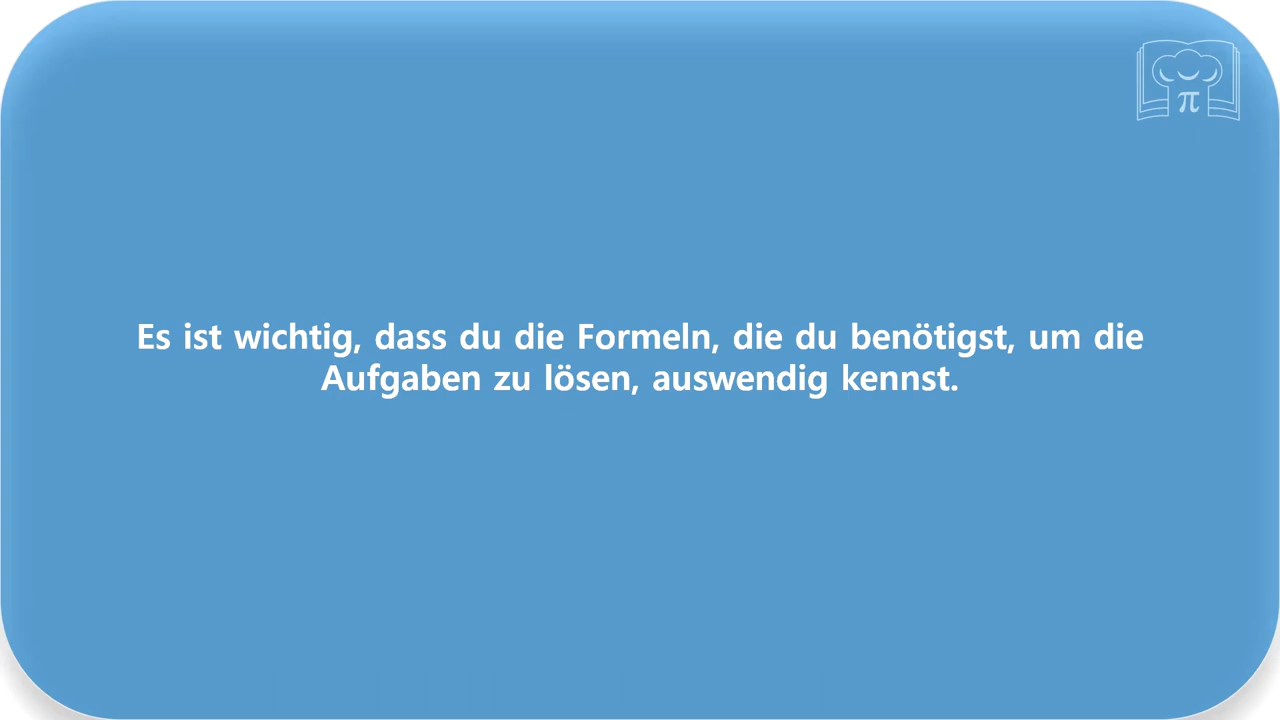 Es ist wichtig, dass du die Formeln, die du benötigst, um die
Aufgaben zu lösen, auswendig kennst.
π